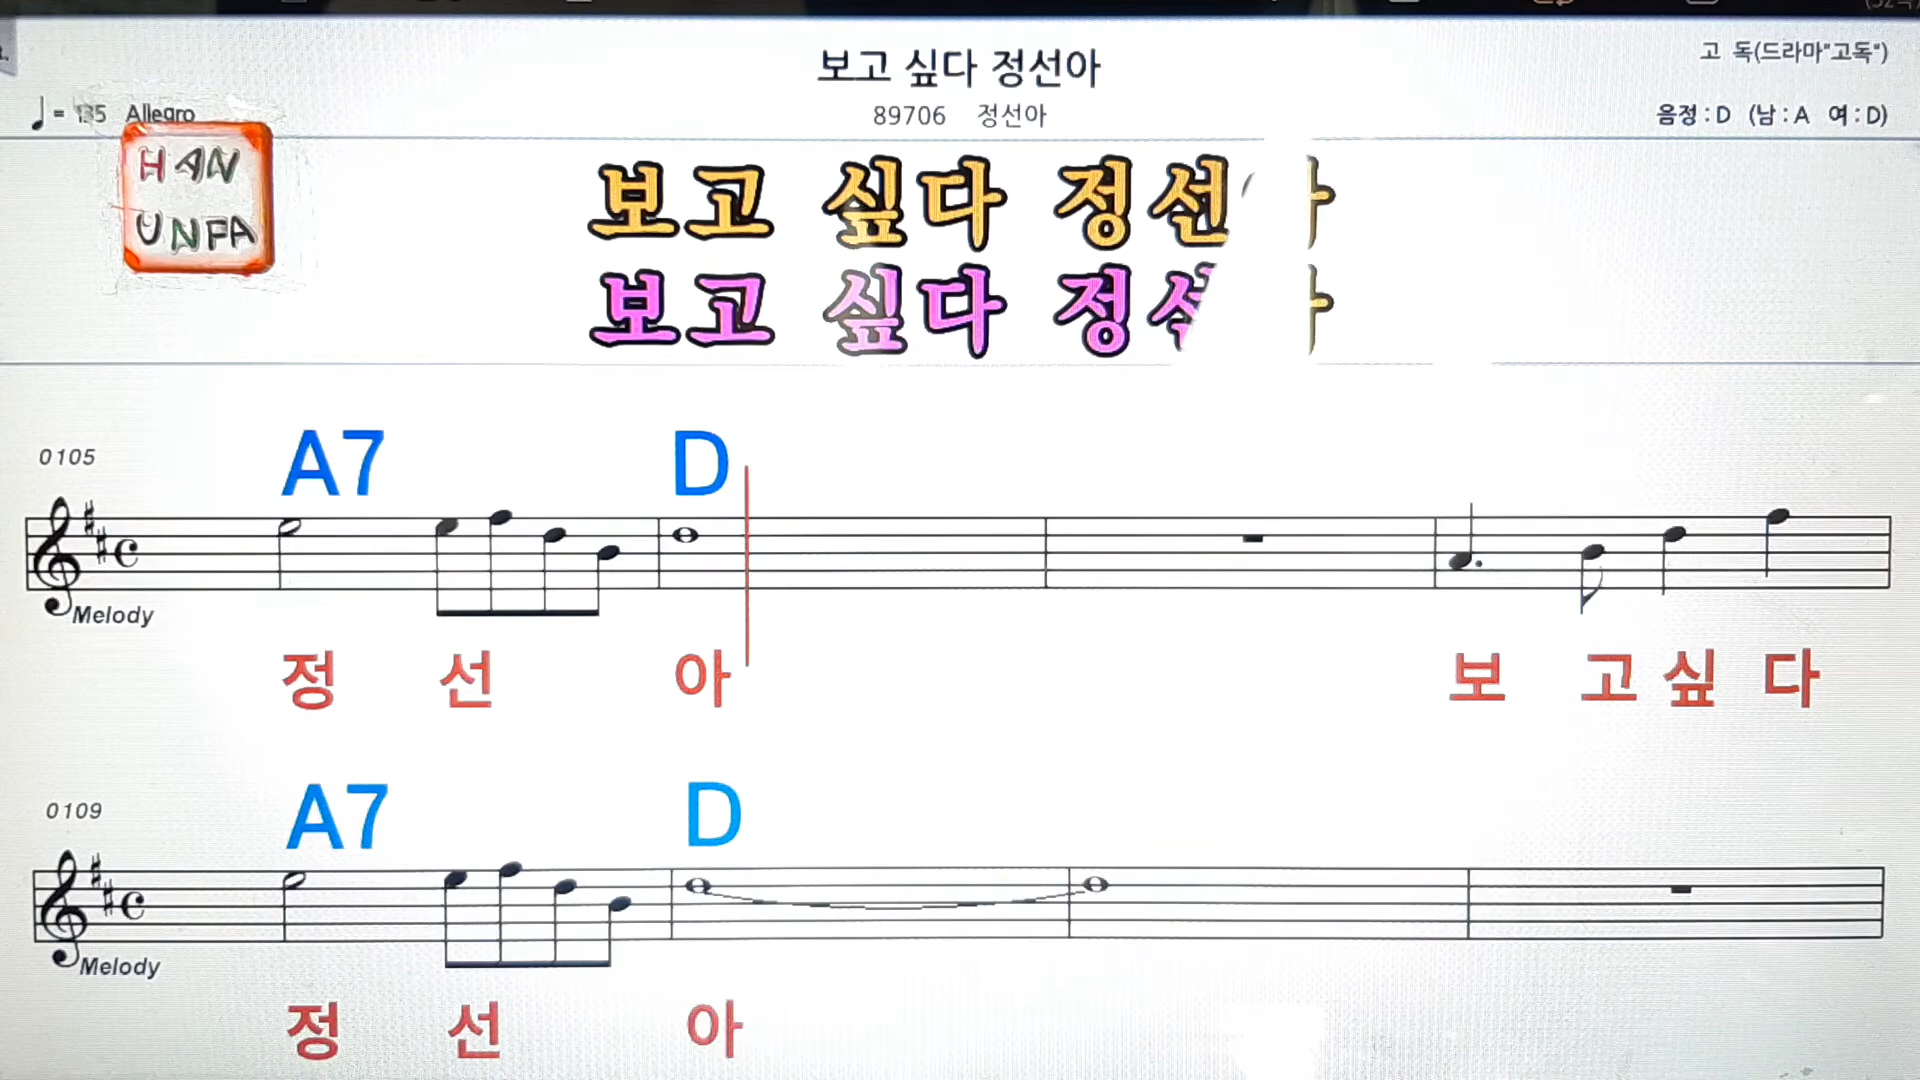 보고 싶다 정선아
고 독(드라마"고독")
♩= 135 Allegro
89706 정선아
음정 : D (남 : A 여 : D)
HAN
UNFA
보고 싶다 정선
보고 싶다 정
0105
A7 D
Melody
정 선 아 보 고 싶 다
0109
A7 D
Melody
정 선 아